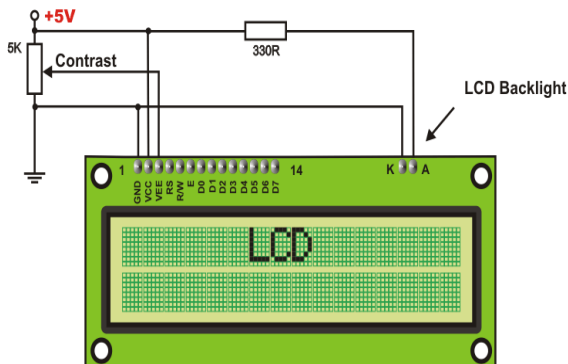 +5V
5K
Contrast
330R
LCD Backlight
1
14
K
A
GND
VCC
VEE
RS
R/W
E
D0
D1
D2
D3
D4
D5
D6
D7
LCD